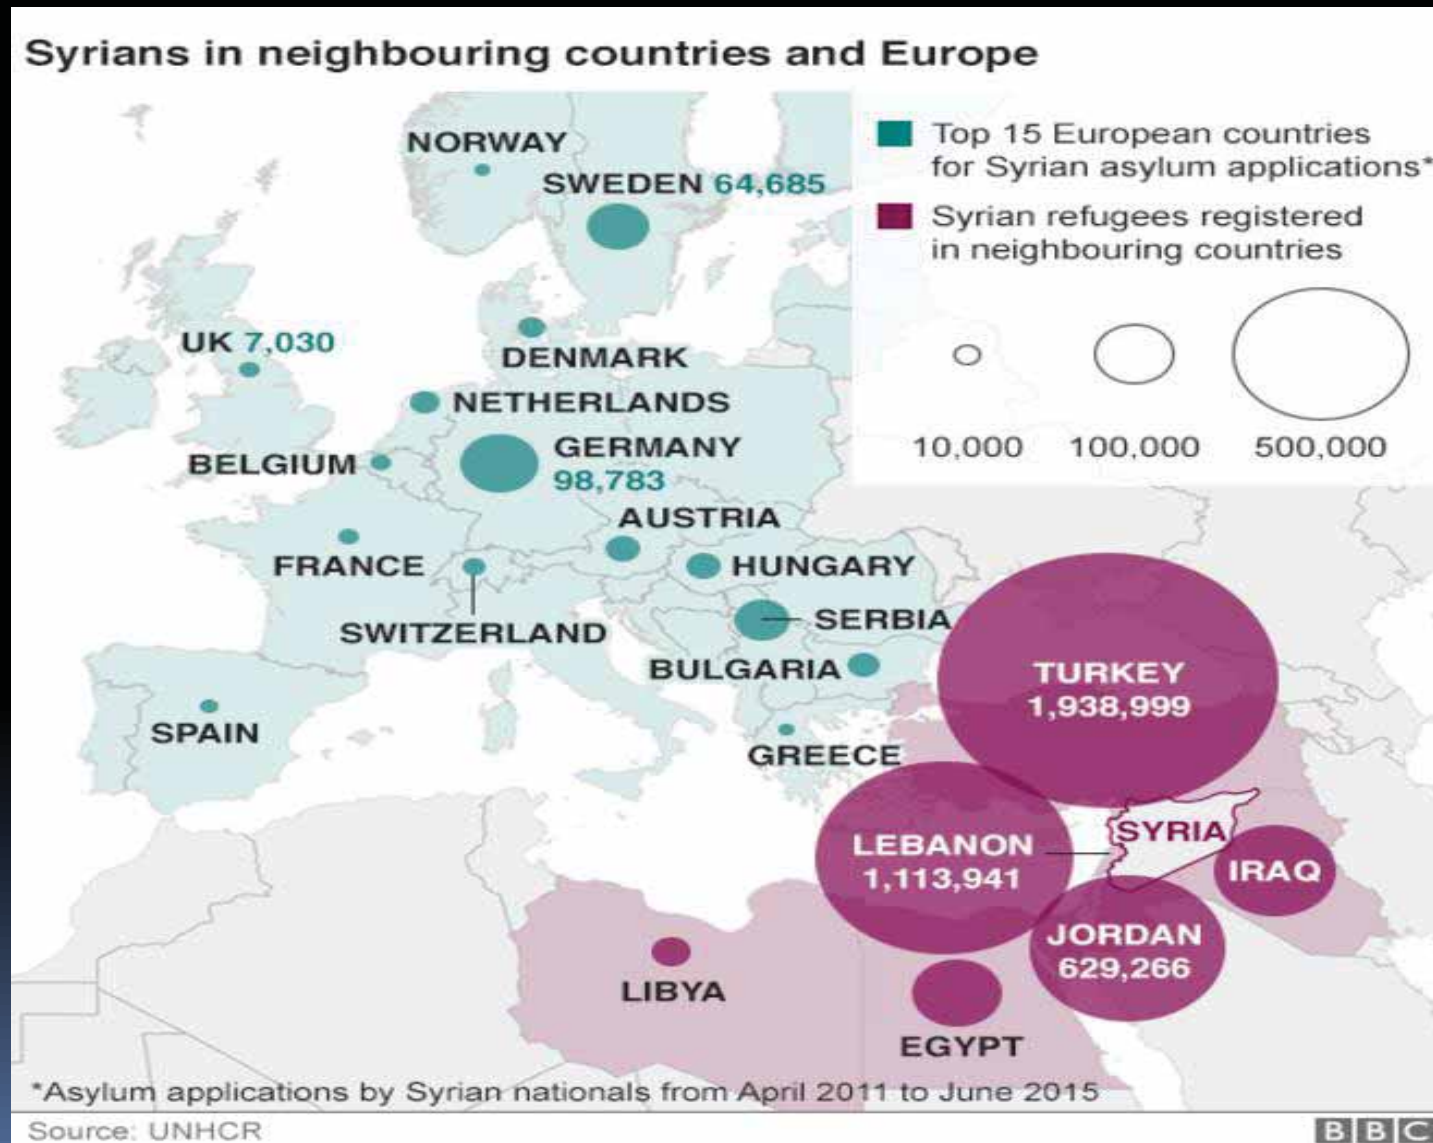 Syrians in neighbouring countries and Europe
Top 15 European countries
for Syrian asylum applications*
Syrian refugees registered
in neighbouring countries
10,000 100,000 500,000
NORWAY
SWEDEN 64,685
UK 7,030
DENMARK
NETHERLANDS
BELGIUM
GERMANY
98,783
AUSTRIA
FRANCE
HUNGARY
SWITZERLAND
SERBIA
BULGARIA
SPAIN
GREECE
TURKEY
1,938,999
SYRIA
LEBANON
1,113,941
IRAQ
JORDAN
629,266
LIBYA
EGYPT
*Asylum applications by Syrian nationals from April 2011 to June 2015
Source: UNHCR
BBC